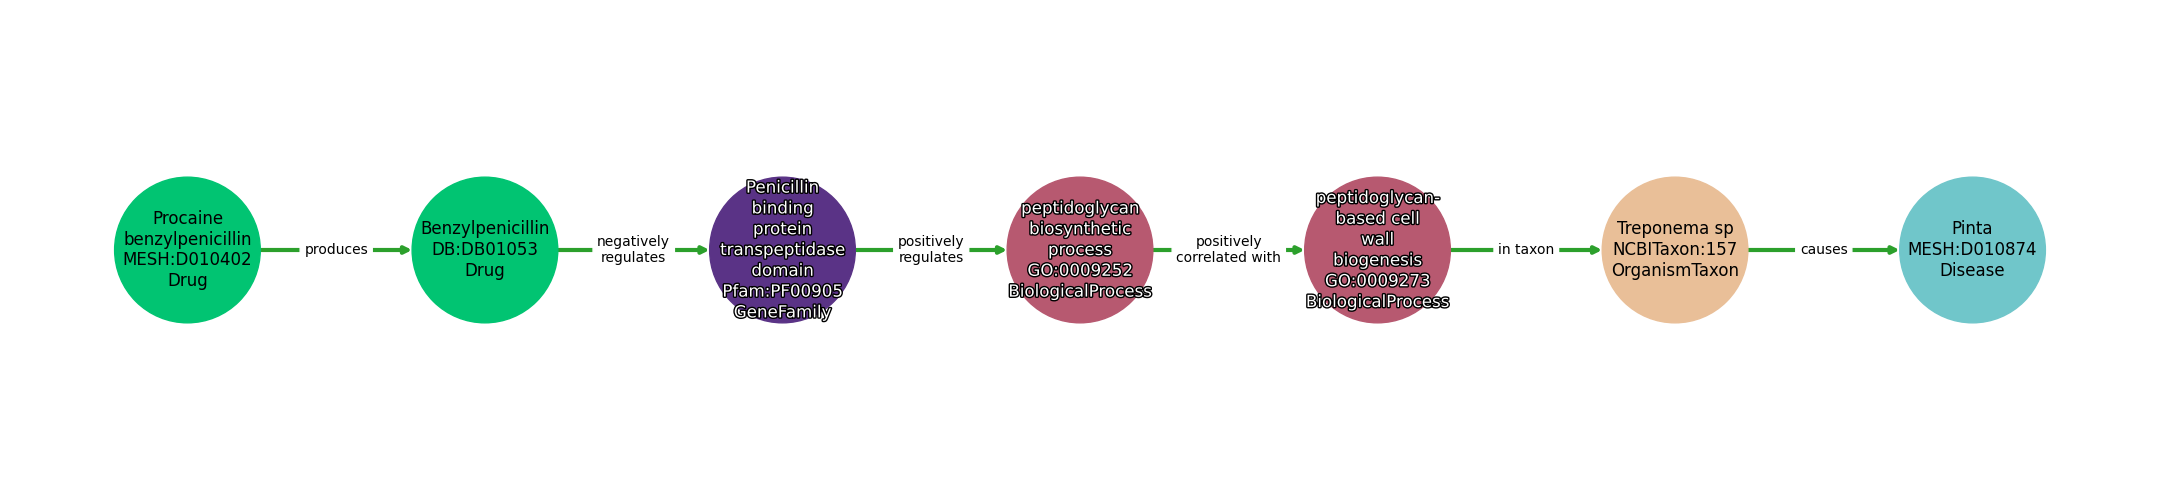 Procaine
benzylpenicillin
MESH:D010402
Drug
produces
Benzylpenicillin
DB:DB01053
Drug
negatively
regulates
Penicillin
binding
protein
transpeptidase
domain
Pfam:PF00905
GeneFamily
positively
regulates
peptidoglycan
biosynthetic
process
GO:0009252
BiologicalProcess
positively
correlated with
peptidoglycan-
based cell
wall
biogenesis
GO:0009273
BiologicalProcess
in taxon
Treponema sp
NCBITaxon:157
OrganismTaxon
causes
Pinta
MESH:D010874
Disease